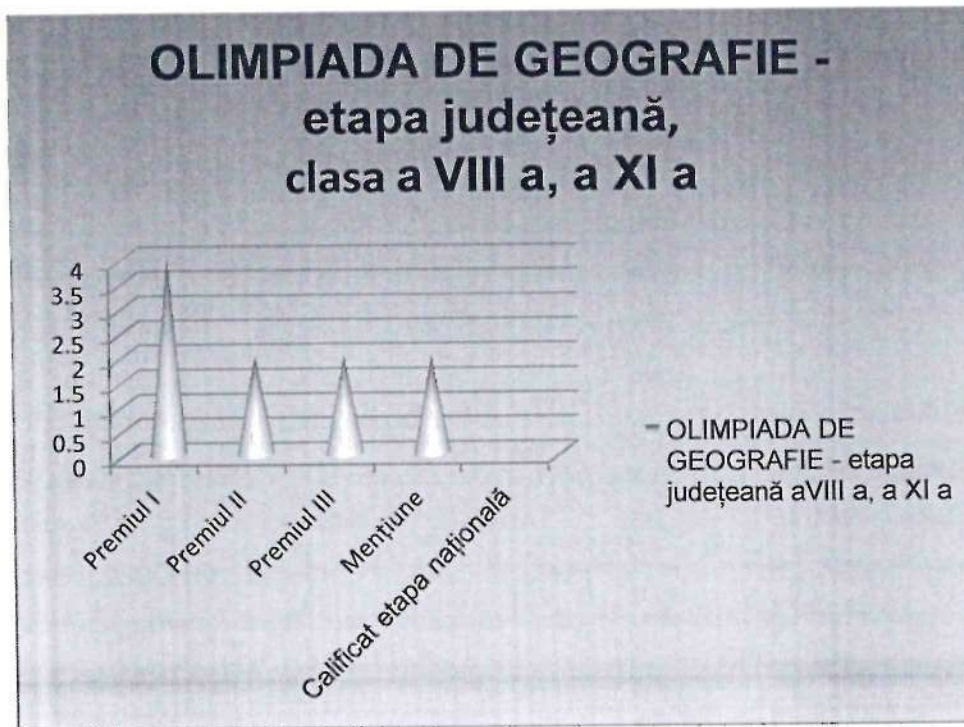 OLIMPIADA DE GEOGRAFIE -
etapa județeană,
clasa a VIII a, a XI a
4
3.5
3
2.5
2
1.5
1
0.5
0
Premiul I
Premiul II
Premiul III
Mențiune
Calificat etapa națională
OLIMPIADA DE
GEOGRAFIE - etapa
județeană aVIII a, a XI a